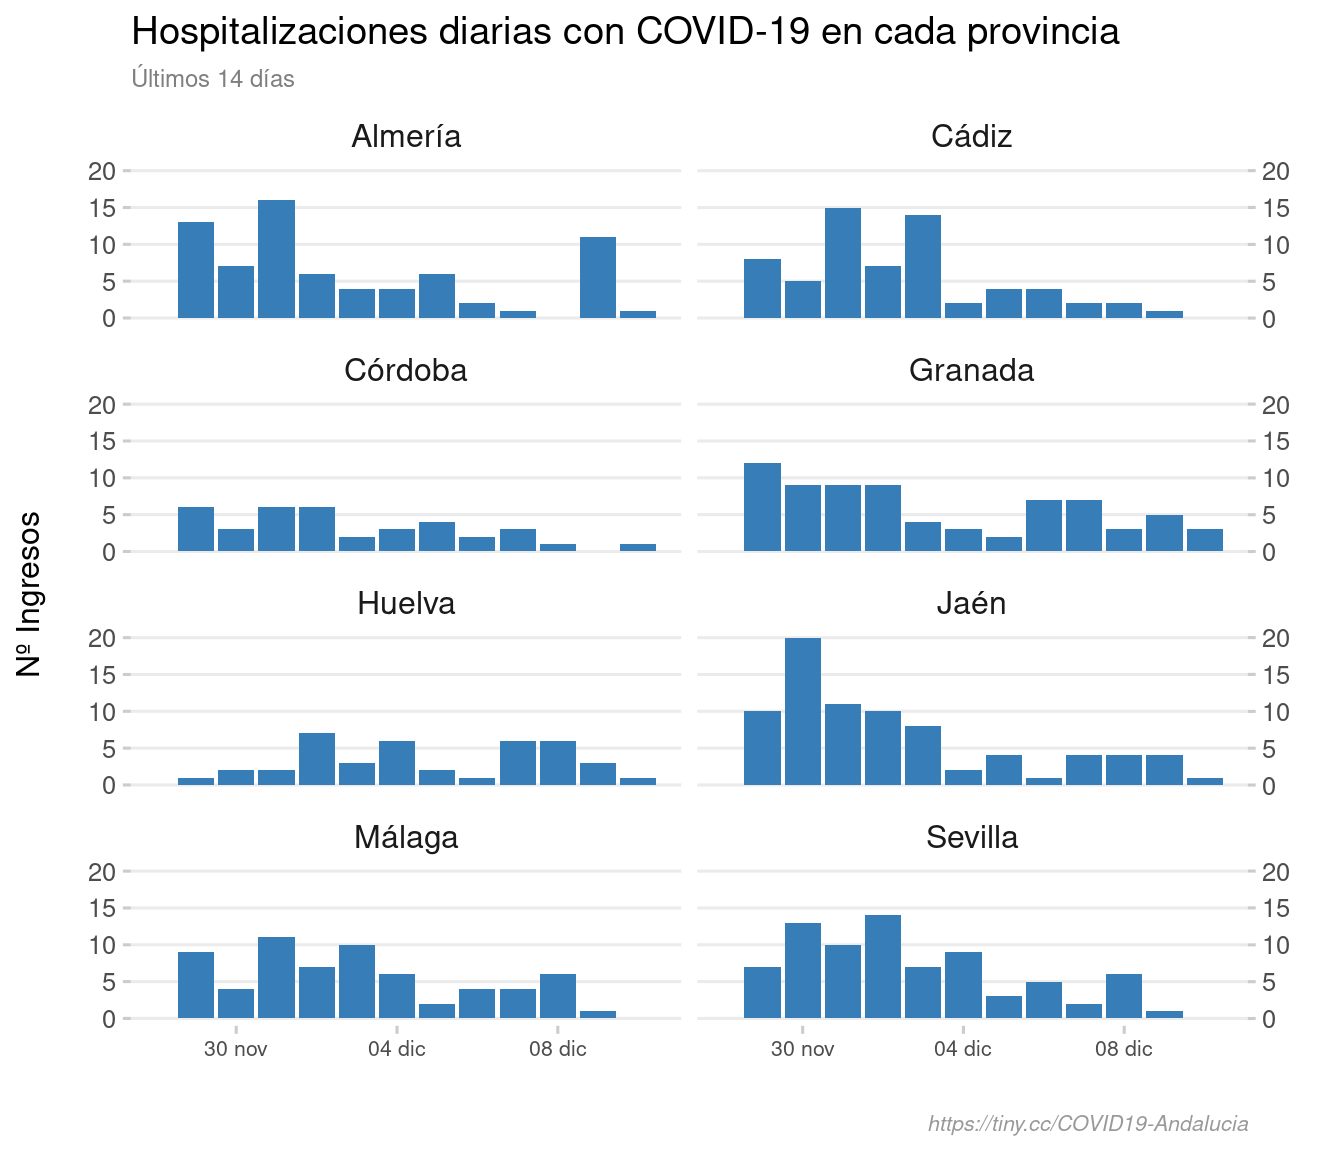 Hospitalizaciones diarias con COVID-19 en cada provincia
Últimos 14 días
Almería Cádiz
20 20
15 15
10 10
5 5
0 0
Córdoba Granada
20 20
15 15
10 10
5 5
0 0
Huelva Jaén
20 20
15 15
10 10
5 5
0 0
Málaga Sevilla
20 20
15 15
10 10
5 5
0 0
30 nov 04 dic 08 dic 30 nov 04 dic 08 dic
Nº Ingresos
https://tiny.cc/COVID19-Andalucia